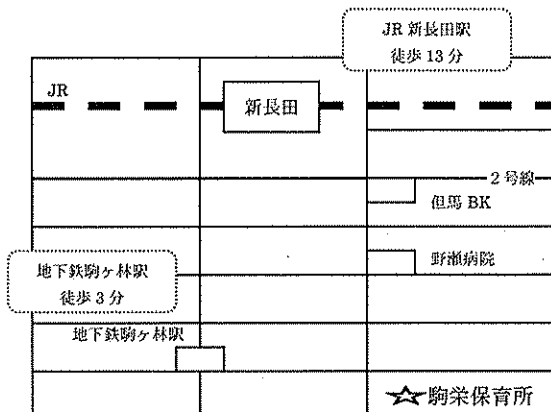 JR 新長田駅
徒歩 13 分
JR
新長田
2 号線
但馬 BK
野瀬病院
地下鉄駒ヶ林駅
徒歩 3 分
地下鉄駒ヶ林駅
☆駒栄保育所